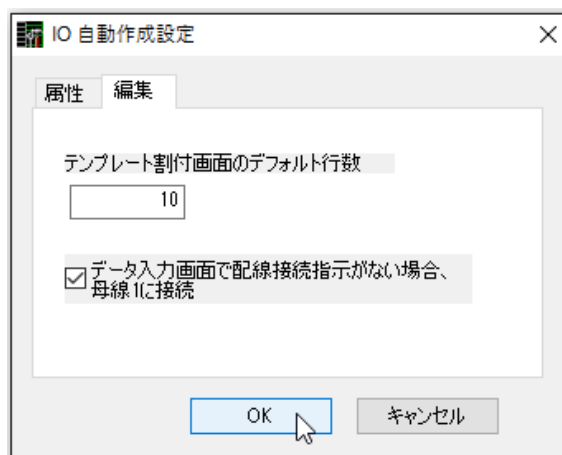 IO 自動作成設定
属性
編集
テンプレート割付画面のデフォルト行数
10
データ入力画面で配線接続指示がない場合、
母線1に接続
OK
キャンセル